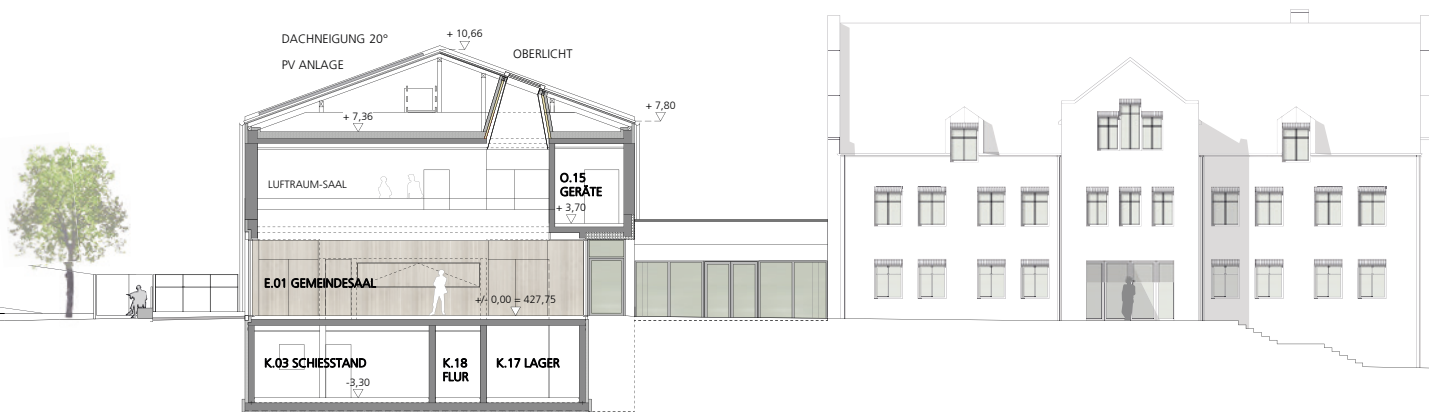 DACHNEIGUNG 20°
PV ANLAGE
+ 10,66
OBERLICHT
+ 7,80
+ 7,36
LUFTRAUM-SAAL
O.15
GERÄTE
+ 3,70
E.01 GEMEINDESAAL
+/- 0,00 = 427,75
K.03 SCHIESSTAND
K.18
FLUR
K.17 LAGER
-3,30